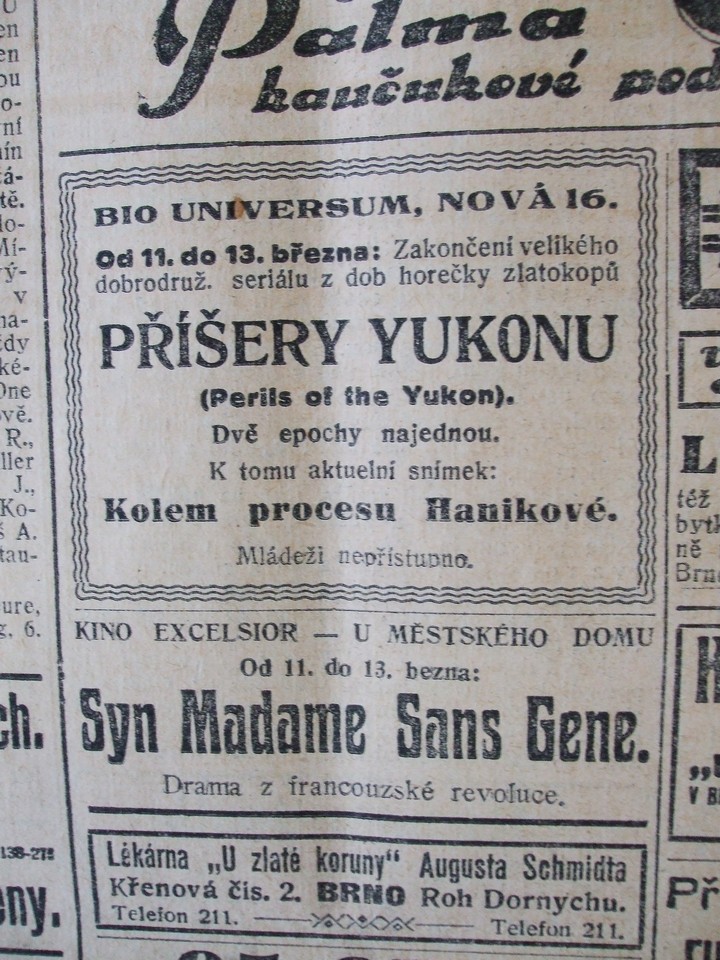 Palma
kaučukové pod
BIO UNIVERSUM, NOVÁ 16.
Od 11. do 13. března: Zakončení velikého
dobrodruž. seriálu z dob horečky zlatokopů
PŘÍŠERY YUKONU
(Perils of the Yukon).
Dvě epochy najednou.
K tomu aktuelní snímek:
Kolem procesu Hanikové.
Mládeži nepřístupno.
KINO EXCELSIOR — U MĚSTSKÉHO DOMU
Od 11. do 13. bezna:
Syn Madame Sans Gene.
Drama z francouzské revoluce.
Lékárna „U zlaté koruny“ Augusta Schmidta
Křenová čís. 2. BRNO Roh Dornychu.
Telefon 211. Telefon 211.